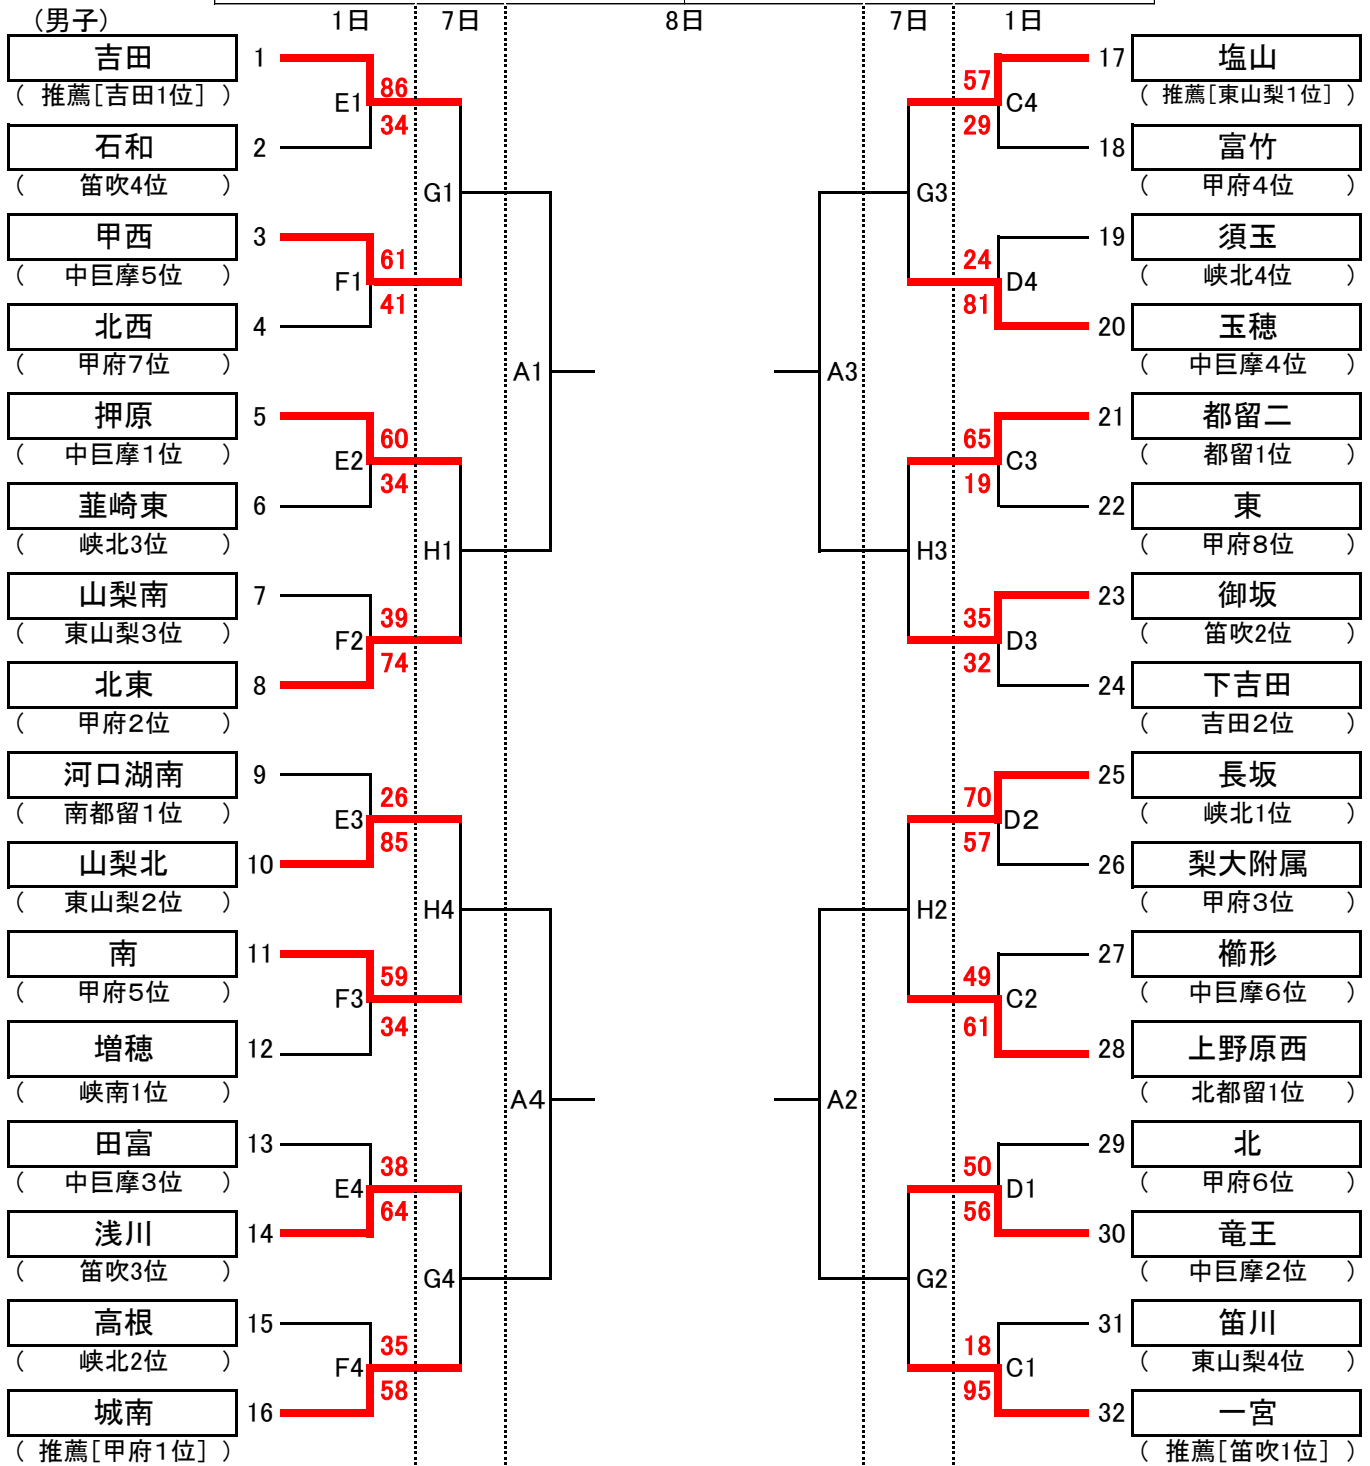 1日 7日 8日 7日 1日
（男子）
吉田 1
（ 推薦[吉田1位] ）
E1 86
34
石和 2
（ 笛吹4位 ）
G1
甲西 3
（ 中巨摩5位 ）
F1 61
41
北西 4
（ 甲府7位 ）
A1
押原 5
（ 中巨摩1位 ）
E2 60
34
韮崎東 6
（ 峡北3位 ）
H1
山梨南 7
（ 東山梨3位 ）
F2 39
74
北東 8
（ 甲府2位 ）
河口湖南 9
（ 南都留1位 ）
E3 26
85
山梨北 10
（ 東山梨2位 ）
H4
南 11
（ 甲府5位 ）
F3 59
34
増穂 12
（ 峡南1位 ）
A4
田富 13
（ 中巨摩3位 ）
E4 38
64
浅川 14
（ 笛吹3位 ）
G4
高根 15
（ 峡北2位 ）
F4 35
58
城南 16
（ 推薦[甲府1位] ）
17 塩山
（ 推薦[東山梨1位] ）
57 C4
29
18 富竹
（ 甲府4位 ）
G3
19 須玉
（ 峡北4位 ）
24 D4
81
20 玉穂
（ 中巨摩4位 ）
A3
21 都留二
（ 都留1位 ）
65 C3
19
22 東
（ 甲府8位 ）
H3
23 御坂
（ 笛吹2位 ）
35 D3
32
24 下吉田
（ 吉田2位 ）
25 長坂
（ 峡北1位 ）
70 D2
57
26 梨大附属
（ 甲府3位 ）
H2
27 櫛形
（ 中巨摩6位 ）
49 C2
61
28 上野原西
（ 北都留1位 ）
A2
29 北
（ 甲府6位 ）
50 D1
56
30 竜王
（ 中巨摩2位 ）
G2
31 笛川
（ 東山梨4位 ）
18 C1
95
32 一宮
（ 推薦[笛吹1位] ）